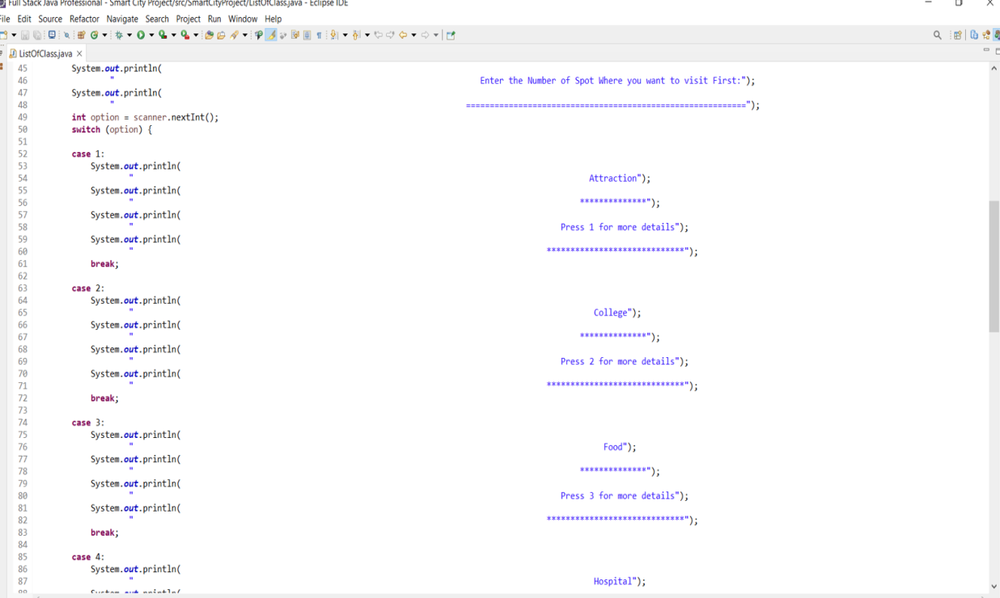 Full Stack Java Professional - Smart City Project/src/SmartCityProject/ListOfClass.java - Eclipse IDE
File Edit Source Refactor Navigate Search Project Run Window Help
ListOfClass.java
45 System.out.println(
46 " Enter the Number of Spot Where you want to visit First:");
47 System.out.println(
48 " ===========================================================");
49 int option = scanner.nextInt();
50 switch (option) {
51
52 case 1:
53 System.out.println(
54 " Attraction");
55 System.out.println(
56 " **************");
57 System.out.println(
58 " Press 1 for more details");
59 System.out.println(
60 " *****************************");
61 break;
62
63 case 2:
64 System.out.println(
65 " College");
66 System.out.println(
67 " **************");
68 System.out.println(
69 " Press 2 for more details");
70 System.out.println(
71 " *****************************");
72 break;
73
74 case 3:
75 System.out.println(
76 " Food");
77 System.out.println(
78 " **************");
79 System.out.println(
80 " Press 3 for more details");
81 System.out.println(
82 " *****************************");
83 break;
84
85 case 4:
86 System.out.println(
87 " Hospital");
88 System.out.println(